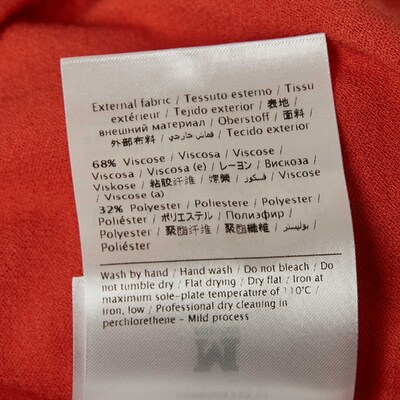 External fabric / Tessuto esterno / Tissu
extérieur / Tejido exterior / 表地 /
внешний материал / Oberstoff / 面料 /
外部布料 / قماش خارجي / Tecido exterior
68% Viscose / Viscosa / Viscose /
Viscosa / Viscosa (e) / レーヨン / Вискоза /
Viskose / 粘胶纤维 / فسكوز / Viscose
/ Viscose (a)
32% Polyester / Poliestere / Polyester /
Poliéster / ポリエステル / Полиэфир /
Polyester / 聚酯纤维 / 聚酯纖維 / بوليستر /
Poliéster
Wash by hand / Hand wash / Do not bleach / Do
not tumble dry / Flat drying / Dry flat / Iron at
maximum sole-plate temperature of 110°C /
Iron, low / Professional dry cleaning in
perchlorethene - Mild process
M